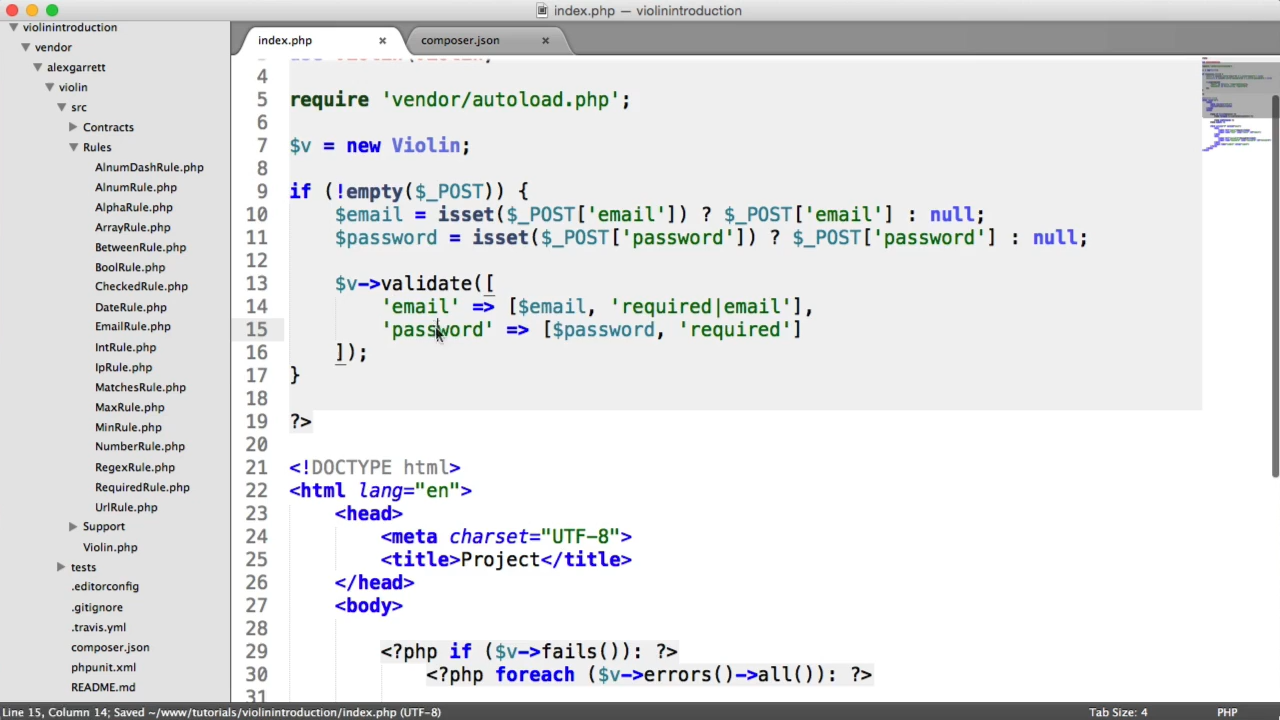 index.php — violinintroduction
violinintroduction
vendor
alexgarrett
violin
src
Contracts
Rules
AlnumDashRule.php
AlnumRule.php
AlphaRule.php
ArrayRule.php
BetweenRule.php
BoolRule.php
CheckedRule.php
DateRule.php
EmailRule.php
IntRule.php
IpRule.php
MatchesRule.php
MaxRule.php
MinRule.php
NumberRule.php
RegexRule.php
RequiredRule.php
UrlRule.php
Support
Violin.php
tests
.editorconfig
.gitignore
.travis.yml
composer.json
phpunit.xml
README.md
index.php × composer.json ×
4
5 require 'vendor/autoload.php';
6
7 $v = new Violin;
8
9 if (!empty($_POST)) {
10 $email = isset($_POST['email']) ? $_POST['email'] : null;
11 $password = isset($_POST['password']) ? $_POST['password'] : null;
12
13 $v->validate([
14 'email' => [$email, 'required|email'],
15 'password' => [$password, 'required']
16 ]);
17 }
18
19 ?>
20
21 <!DOCTYPE html>
22 <html lang="en">
23 <head>
24 <meta charset="UTF-8">
25 <title>Project</title>
26 </head>
27 <body>
28
29 <?php if ($v->fails()): ?>
30 <?php foreach ($v->errors()->all()): ?>
31
Line 15, Column 14; Saved ~/www/tutorials/violinintroduction/index.php (UTF-8) Tab Size: 4 PHP